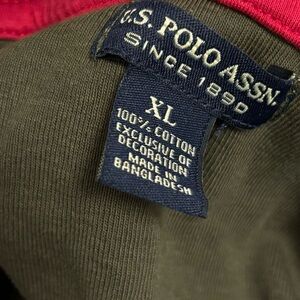 U.S. POLO ASSN.
SINCE 1890
XL
100% COTTON
EXCLUSIVE OF
DECORATION
MADE IN
BANGLADESH